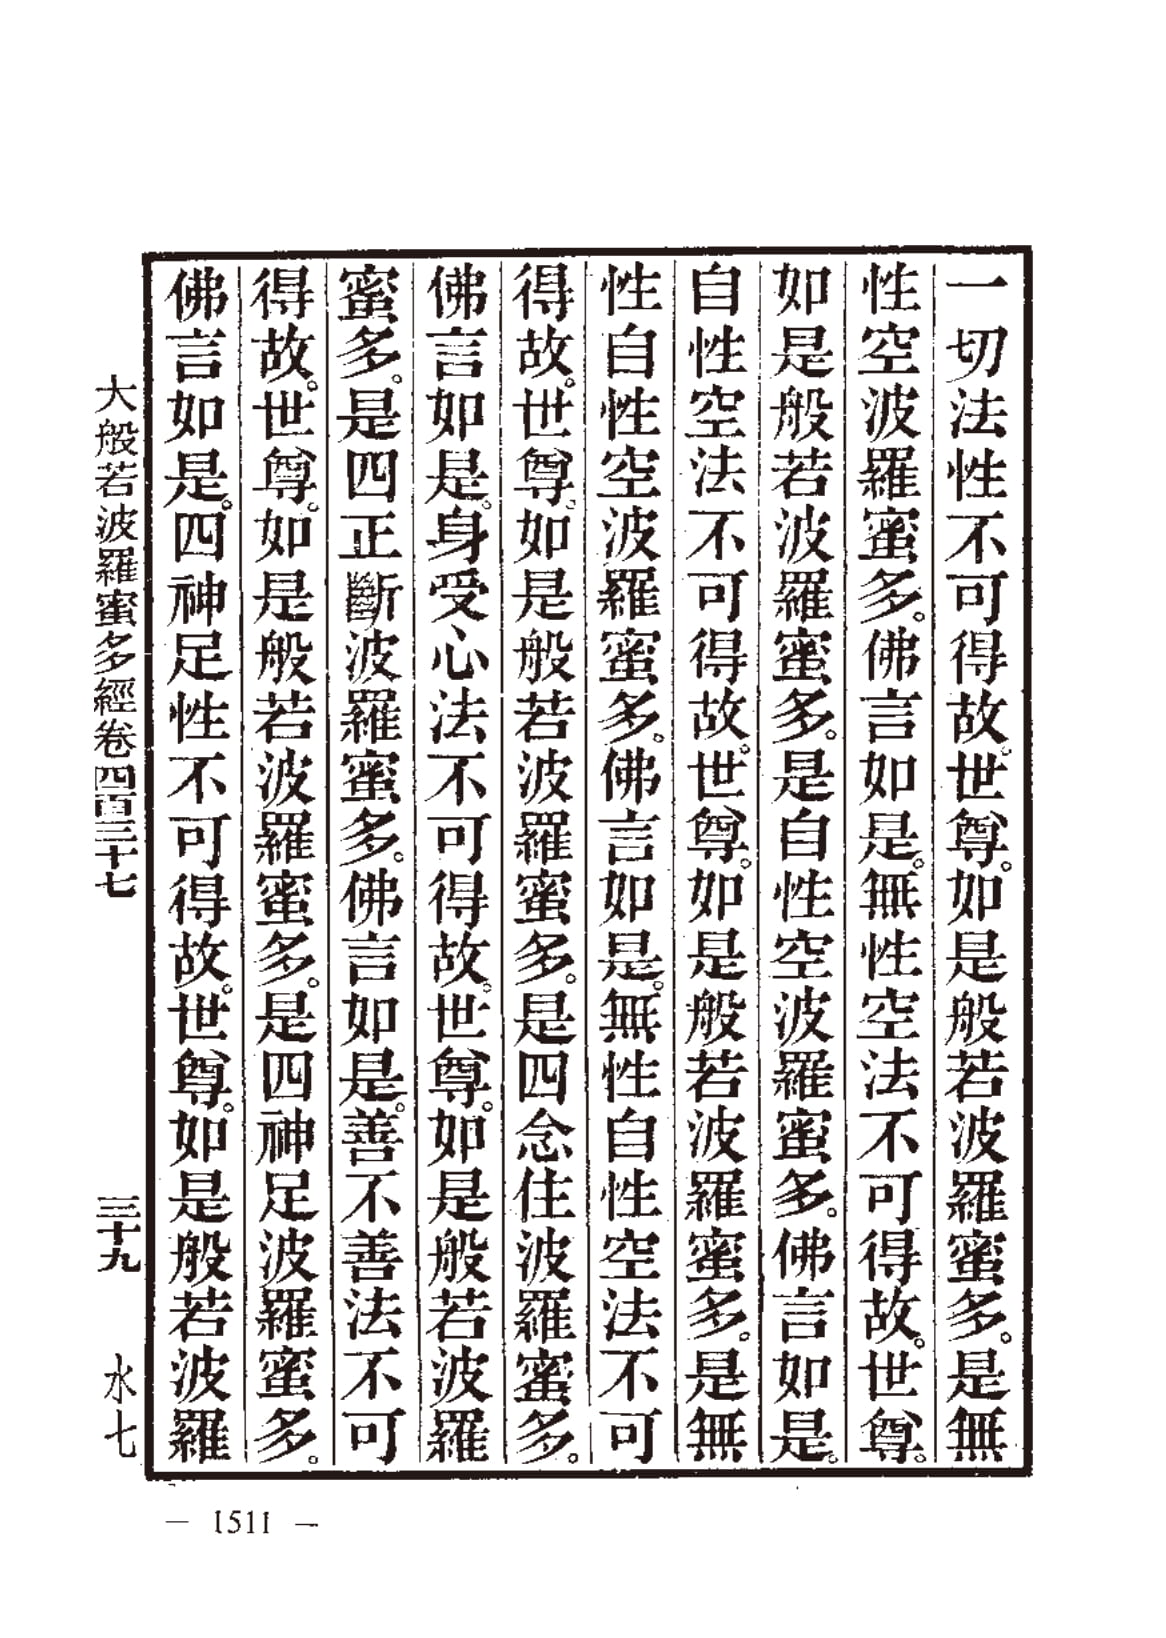 一切法性不可得故。世尊。如是般若波羅蜜多。是無
性空波羅蜜多。佛言如是。無性空法不可得故。世尊。
如是般若波羅蜜多。是自性空波羅蜜多。佛言如是。
自性空法不可得故。世尊。如是般若波羅蜜多。是無
性自性空波羅蜜多。佛言如是。無性自性空法不可
得故。世尊。如是般若波羅蜜多。是四念住波羅蜜多。
佛言如是。身受心法不可得故。世尊。如是般若波羅
蜜多。是四正斷波羅蜜多。佛言如是。善不善法不可
得故。世尊。如是般若波羅蜜多。是四神足波羅蜜多。
佛言如是。四神足性不可得故。世尊。如是般若波羅
大般若波羅蜜多經卷四百三十七 三十九 水七
— 1511 —